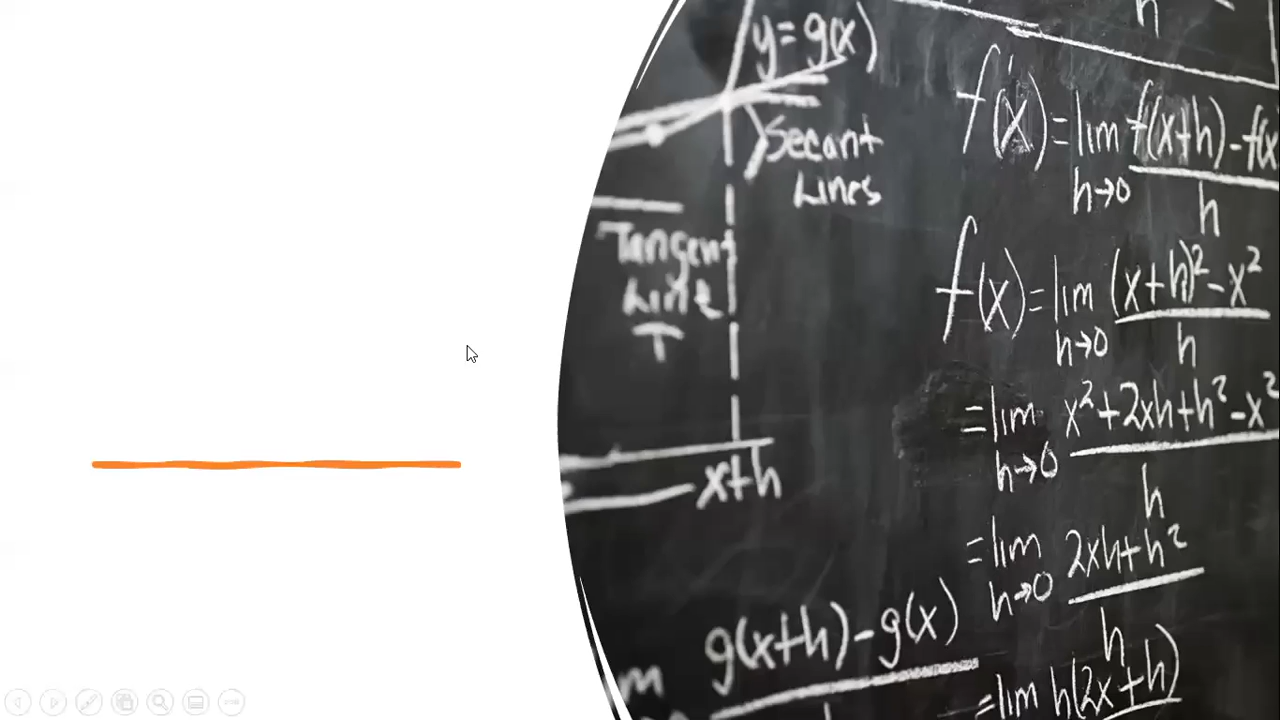 y = g(x)
Secant
Lines
Tangent
Line
T
x+h
g(x+h) - g(x)
h
f'(x) = lim f(x+h) - f(x
h→0 h
f'(x) = lim (x+h)² - x²
h→0 h
= lim x² + 2xh + h² - x²
h→0 h
= lim 2xh + h²
h→0 h
= lim h(2x+h)